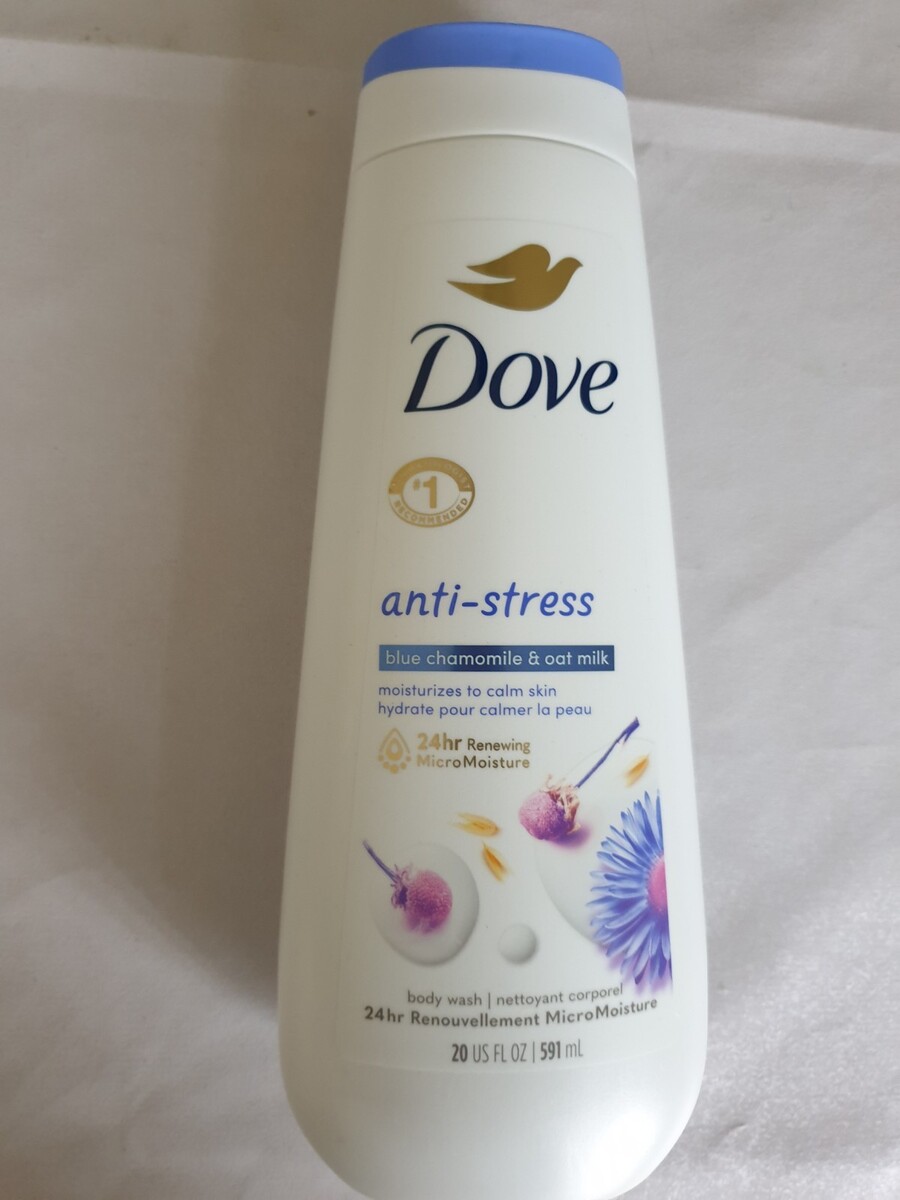 Dove
DERMATOLOGIST
#1
RECOMMENDED
anti-stress
blue chamomile & oat milk
moisturizes to calm skin
hydrate pour calmer la peau
24hr Renewing
MicroMoisture
body wash | nettoyant corporel
24hr Renouvellement MicroMoisture
20 US FL OZ | 591 mL